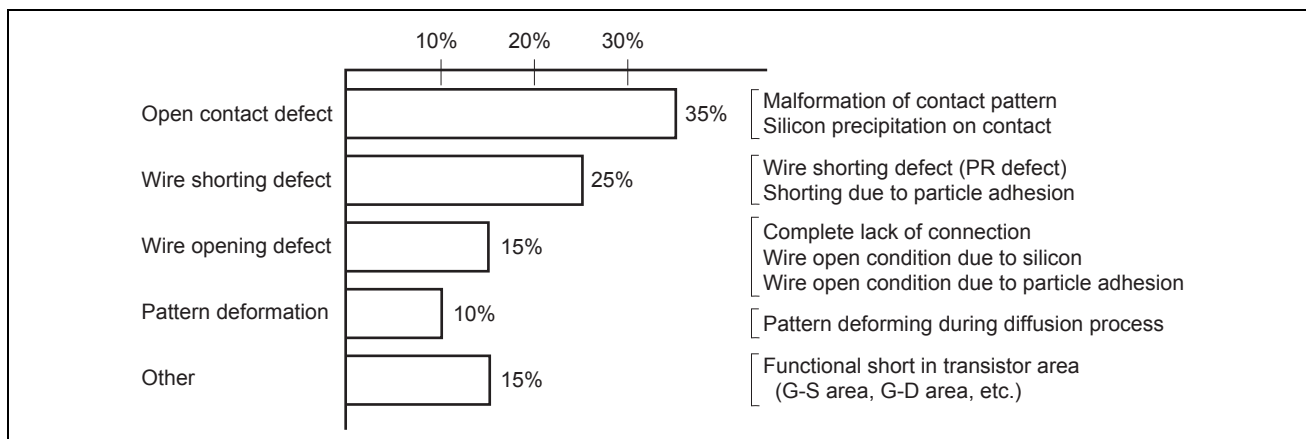 10% 20% 30%
Open contact defect 35% Malformation of contact pattern
Silicon precipitation on contact
Wire shorting defect 25% Wire shorting defect (PR defect)
Shorting due to particle adhesion
Wire opening defect 15% Complete lack of connection
Wire open condition due to silicon
Wire open condition due to particle adhesion
Pattern deformation 10% Pattern deforming during diffusion process
Other 15% Functional short in transistor area
(G-S area, G-D area, etc.)